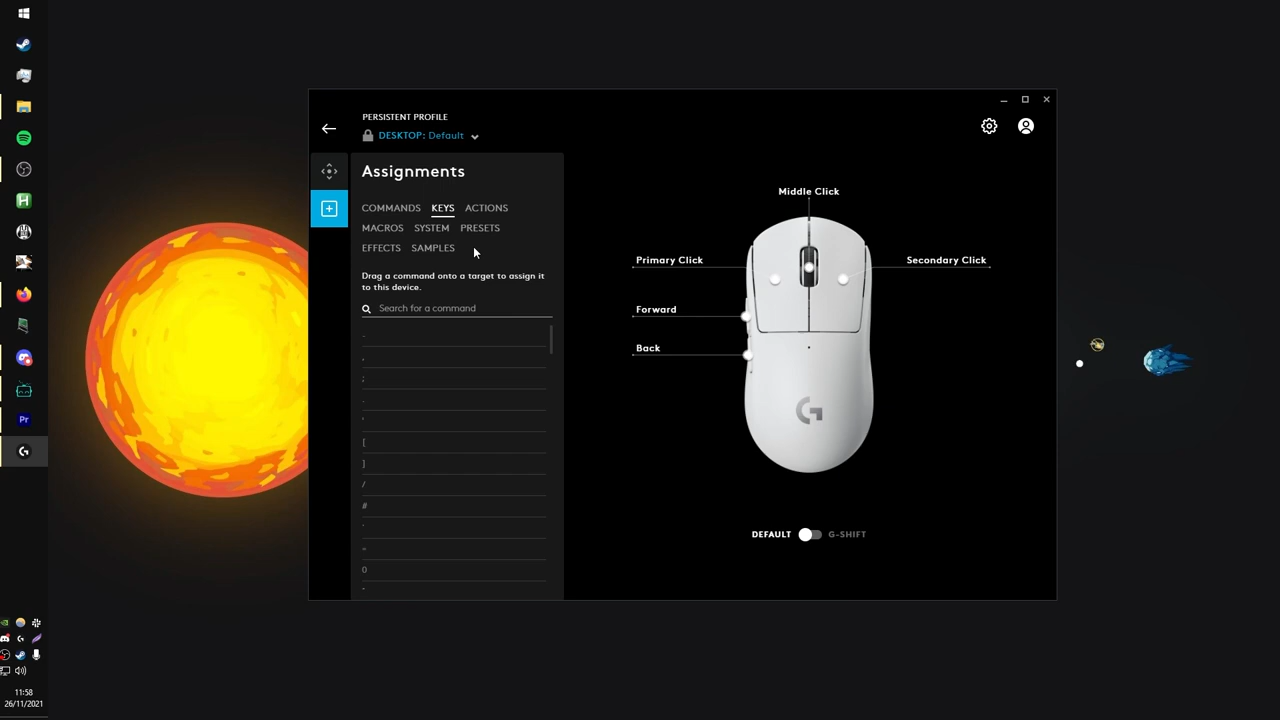 PERSISTENT PROFILE
DESKTOP: Default
Assignments
COMMANDS KEYS ACTIONS
MACROS SYSTEM PRESETS
EFFECTS SAMPLES
Drag a command onto a target to assign it
to this device.
Search for a command
-
,
;
.
'
[
]
/
#
=
0
Middle Click
Primary Click
Secondary Click
Forward
Back
DEFAULT G-SHIFT
Pr
11:58
26/11/2021